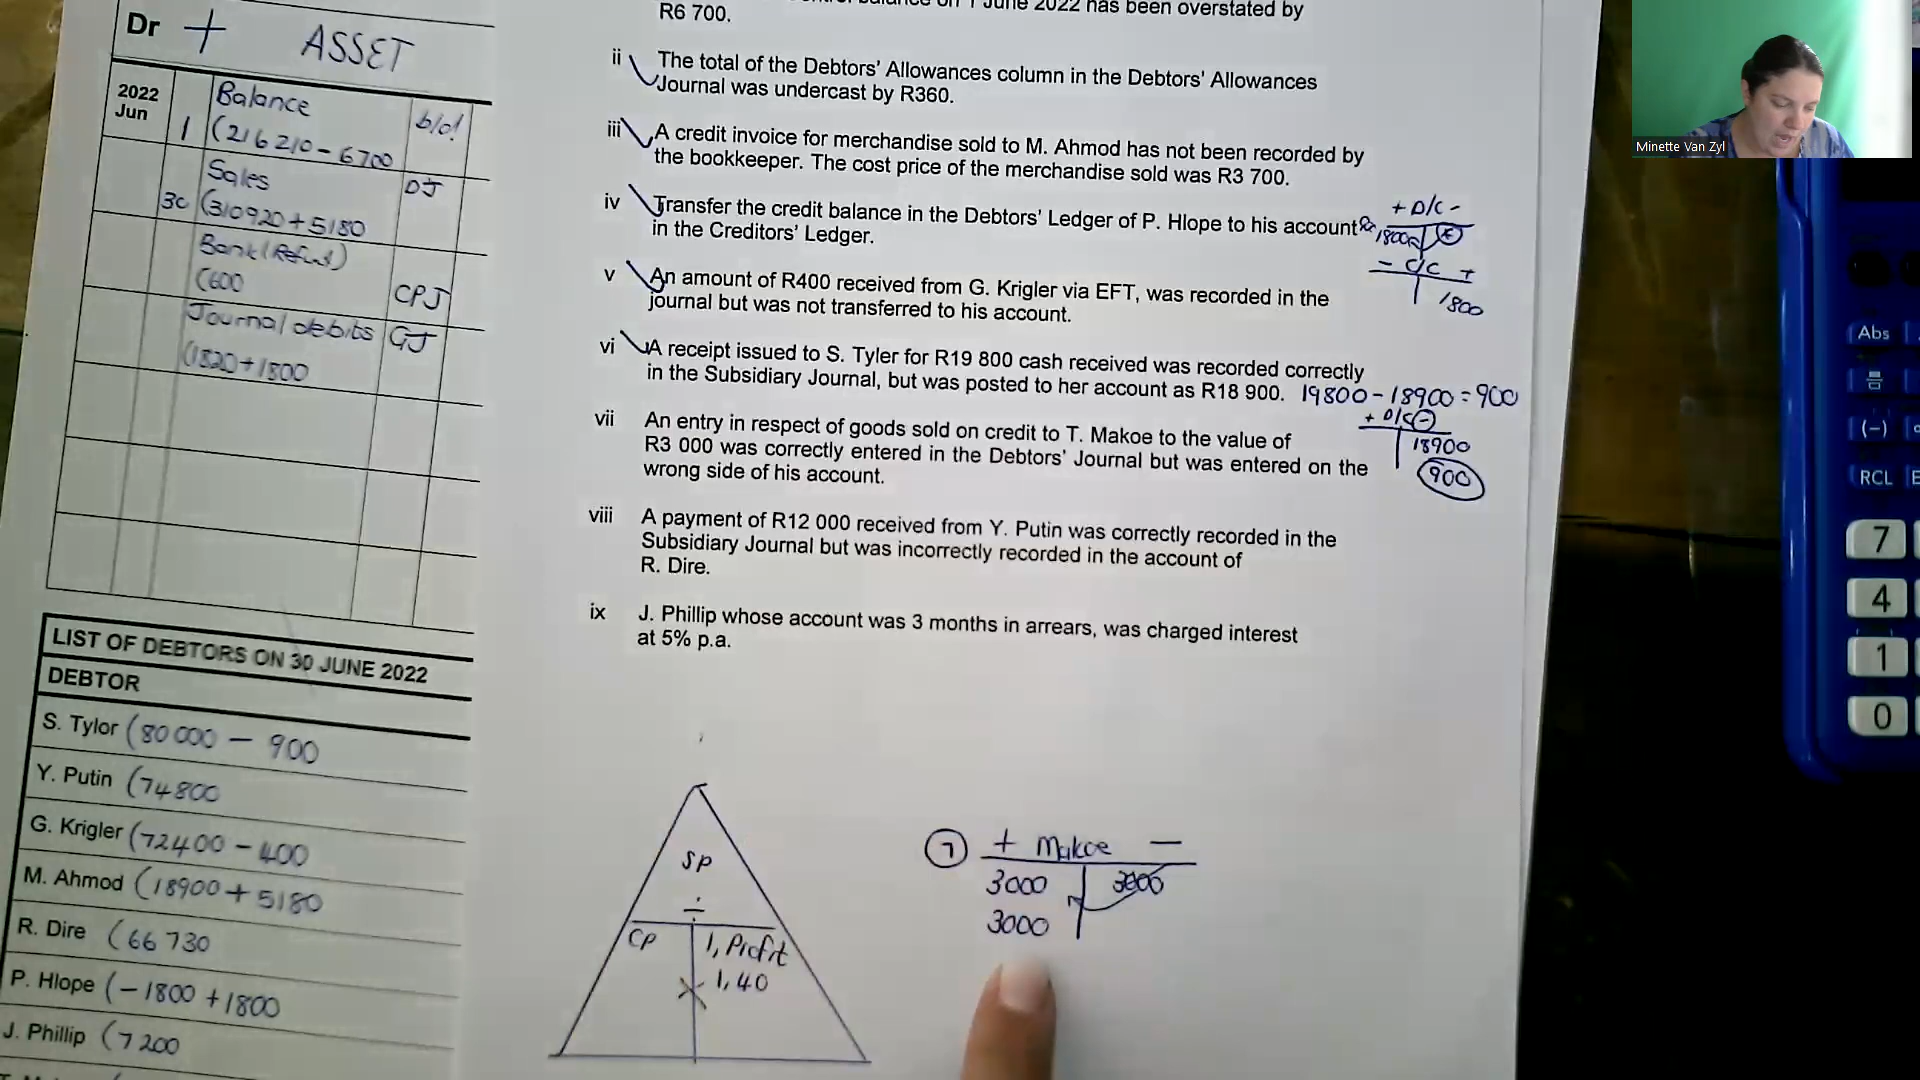 Dr + ASSET
2022 Jun 1 Balance (216 210 - 6700 b/d!
30 Sales (310920 + 5180 DJ
Bank (Refund) (600 CPJ
Journal debits (1820 + 1800 GJ
LIST OF DEBTORS ON 30 JUNE 2022
DEBTOR
S. Tylor (80 000 - 900
Y. Putin (74800
G. Krigler (72400 - 400
M. Ahmod (18900 + 5180
R. Dire (66 730
P. Hlope (-1800 + 1800
J. Phillip (7 200
1 June 2022 has been overstated by
R6 700.
ii The total of the Debtors' Allowances column in the Debtors' Allowances
Journal was undercast by R360.
iii A credit invoice for merchandise sold to M. Ahmod has not been recorded by
the bookkeeper. The cost price of the merchandise sold was R3 700.
iv Transfer the credit balance in the Debtors' Ledger of P. Hlope to his account
in the Creditors' Ledger.
+ D/C -
1800
- C/C +
1800
v An amount of R400 received from G. Krigler via EFT, was recorded in the
journal but was not transferred to his account.
vi A receipt issued to S. Tyler for R19 800 cash received was recorded correctly
in the Subsidiary Journal, but was posted to her account as R18 900. 19800 - 18900 = 900
+ D/C -
18900
900
vii An entry in respect of goods sold on credit to T. Makoe to the value of
R3 000 was correctly entered in the Debtors' Journal but was entered on the
wrong side of his account.
viii A payment of R12 000 received from Y. Putin was correctly recorded in the
Subsidiary Journal but was incorrectly recorded in the account of
R. Dire.
ix J. Phillip whose account was 3 months in arrears, was charged interest
at 5% p.a.
SP
÷
CP 1, Profit
× 1,40
7 + Makoe -
3000 3000
3000
Minette Van Zyl
Abs
(-)
RCL E
7
4
1
0